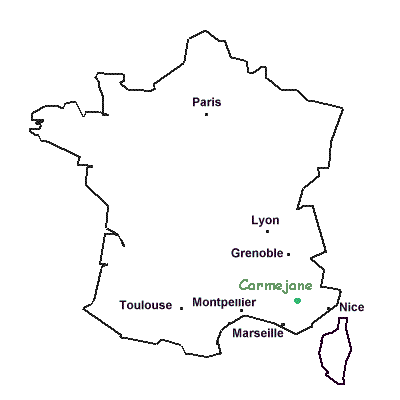 Paris
Lyon
Grenoble
Carmejane
Toulouse
Montpellier
Nice
Marseille